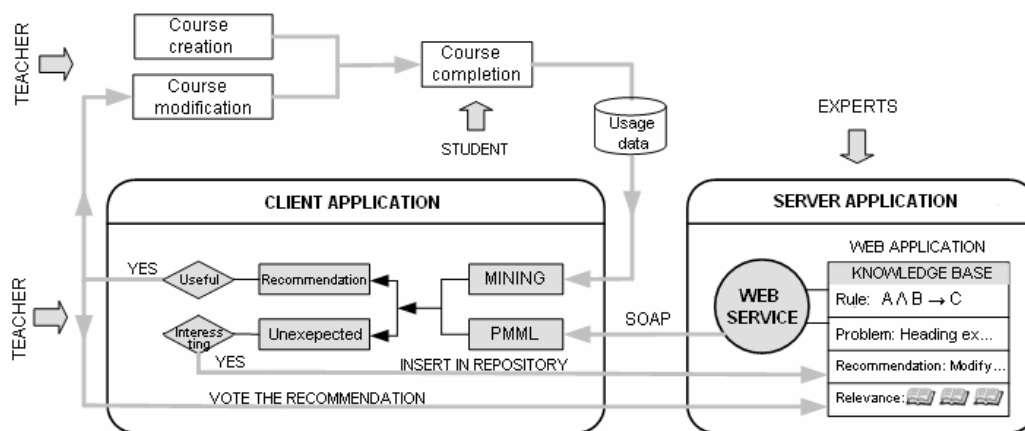 TEACHER
Course
creation
Course
modification
Course
completion
STUDENT
Usage
data
EXPERTS
CLIENT APPLICATION
SERVER APPLICATION
TEACHER
YES
Useful
Recommendation
MINING
Interess
ting
Unexepected
PMML
YES
INSERT IN REPOSITORY
VOTE THE RECOMMENDATION
SOAP
WEB
SERVICE
WEB APPLICATION
KNOWLEDGE BASE
Rule: A Λ B → C
Problem: Heading ex...
Recommendation: Modify...
Relevance: